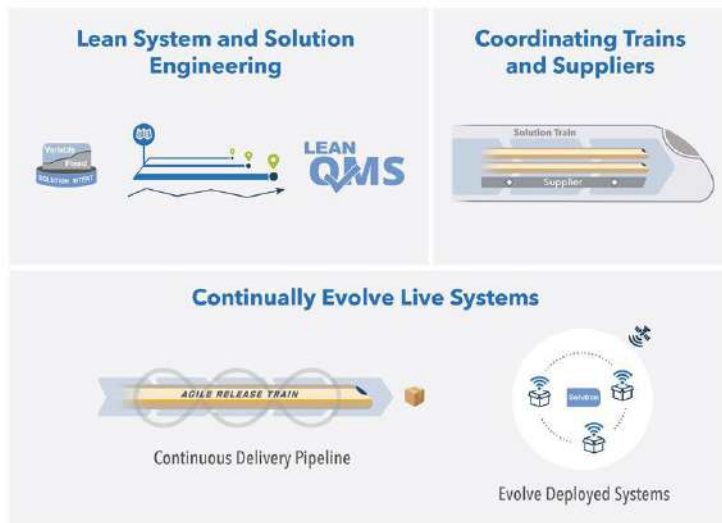 Lean System and Solution
Engineering
Variable
Fixed
SOLUTION INTENT
LEAN
QMS
Coordinating Trains
and Suppliers
Solution Train
Supplier
Continually Evolve Live Systems
AGILE RELEASE TRAIN
Continuous Delivery Pipeline
Solution
Evolve Deployed Systems